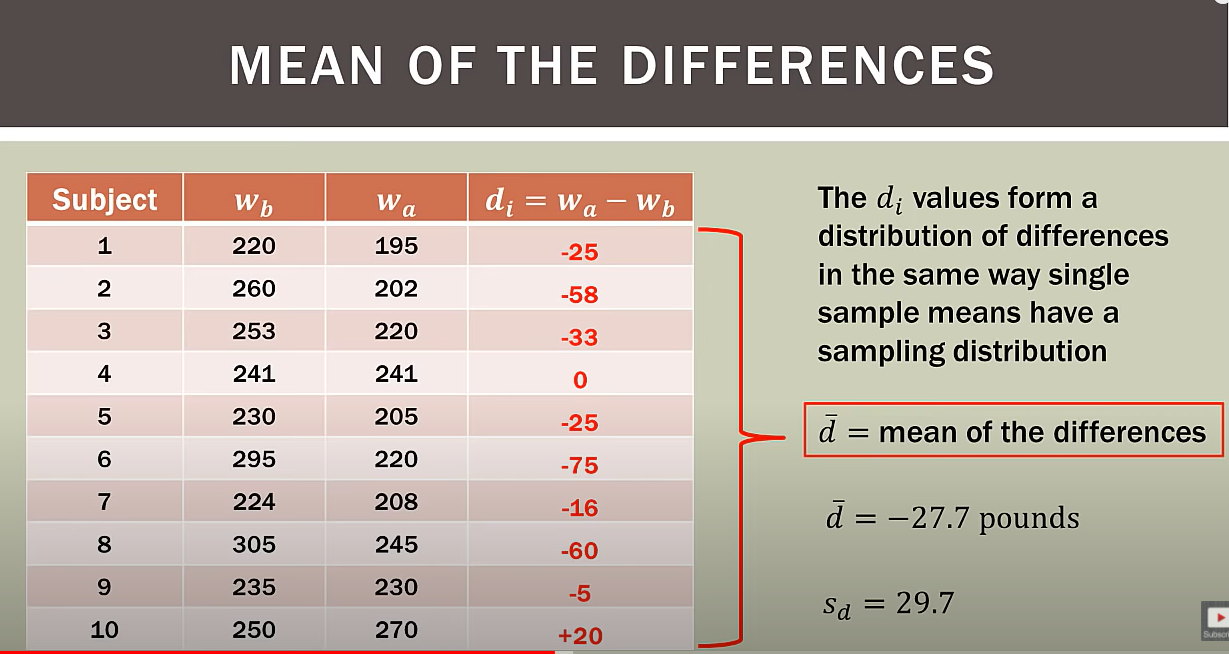 MEAN OF THE DIFFERENCES
Subject w_b w_a d_i = w_a − w_b
1 220 195 -25
2 260 202 -58
3 253 220 -33
4 241 241 0
5 230 205 -25
6 295 220 -75
7 224 208 -16
8 305 245 -60
9 235 230 -5
10 250 270 +20
The d_i values form a
distribution of differences
in the same way single
sample means have a
sampling distribution
d̄ = mean of the differences
d̄ = −27.7 pounds
s_d = 29.7